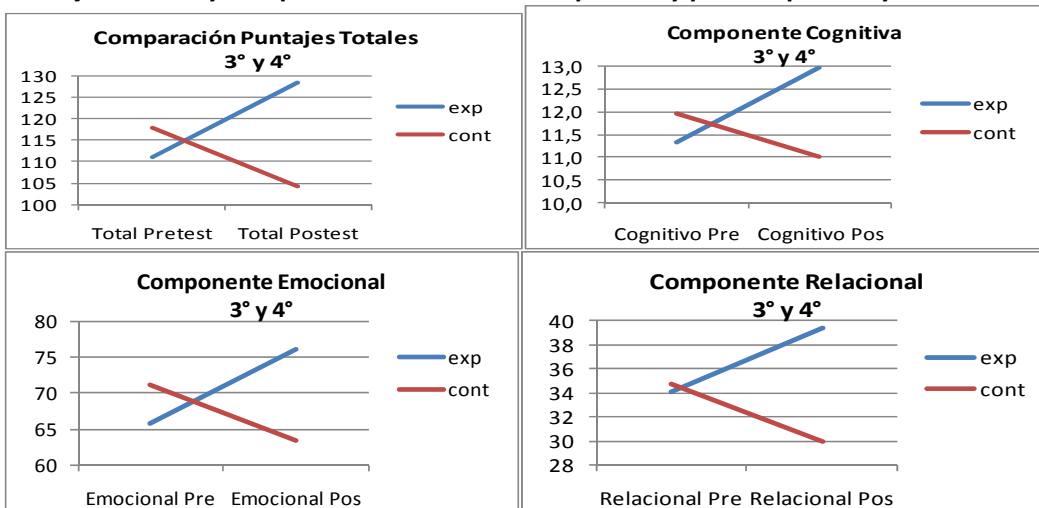 Comparación Puntajes Totales
3° y 4°
130
125
120
115
110
105
100
exp
cont
Total Pretest Total Postest
Componente Cognitiva
3° y 4°
13,0
12,5
12,0
11,5
11,0
10,5
10,0
exp
cont
Cognitivo Pre Cognitivo Pos
Componente Emocional
3° y 4°
80
75
70
65
60
exp
cont
Emocional Pre Emocional Pos
Componente Relacional
3° y 4°
40
38
36
34
32
30
28
exp
cont
Relacional Pre Relacional Pos